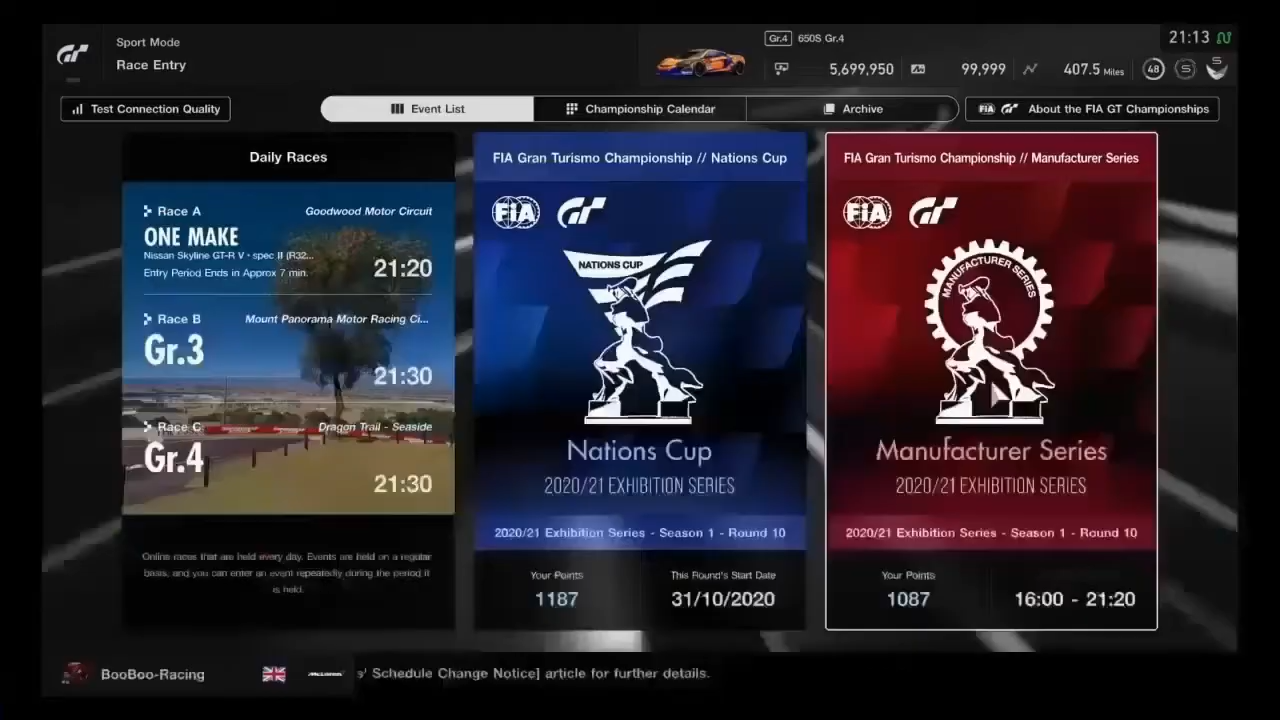 Sport Mode
Race Entry
Gr.4 650S Gr.4
5,699,950
99,999
407.5 Miles
48
S
S
21:13
Test Connection Quality
Event List
Championship Calendar
Archive
FIA GT About the FIA GT Championships
Daily Races
Race A
Goodwood Motor Circuit
ONE MAKE
Nissan Skyline GT-R V • spec II (R32...
Entry Period Ends in Approx 7 min.
21:20
Race B
Mount Panorama Motor Racing Ci...
Gr.3
21:30
Race C
Dragon Trail - Seaside
Gr.4
21:30
Online races that are held every day. Events are held on a regular
basis, and you can enter an event repeatedly during the period it
is held.
FIA Gran Turismo Championship // Nations Cup
FIA GT
NATIONS CUP
Nations Cup
2020/21 EXHIBITION SERIES
2020/21 Exhibition Series - Season 1 - Round 10
Your Points
1187
This Round's Start Date
31/10/2020
FIA Gran Turismo Championship // Manufacturer Series
FIA GT
MANUFACTURER SERIES
Manufacturer Series
2020/21 EXHIBITION SERIES
2020/21 Exhibition Series - Season 1 - Round 10
Your Points
1087
16:00 - 21:20
BooBoo-Racing
McLaren
s' Schedule Change Notice] article for further details.